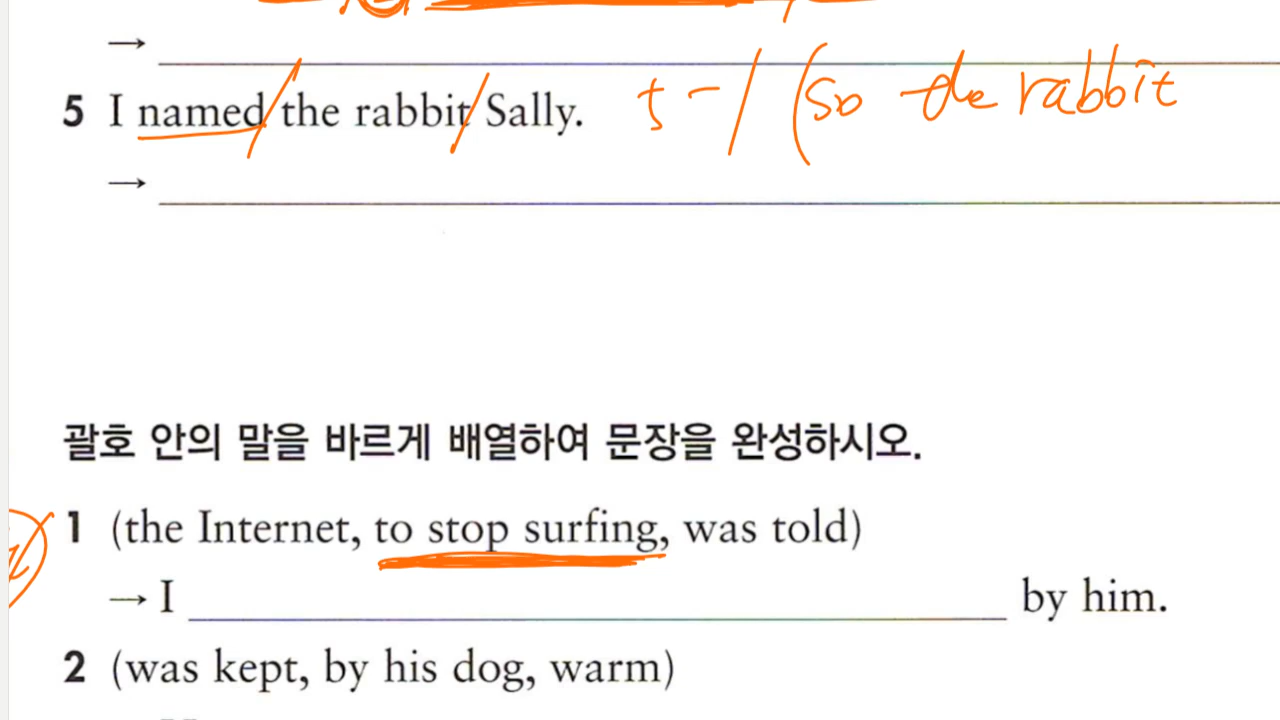 →
5 I named the rabbit Sally. 5-1 (so the rabbit
→
괄호 안의 말을 바르게 배열하여 문장을 완성하시오.
1 (the Internet, to stop surfing, was told)
→ I by him.
2 (was kept, by his dog, warm)